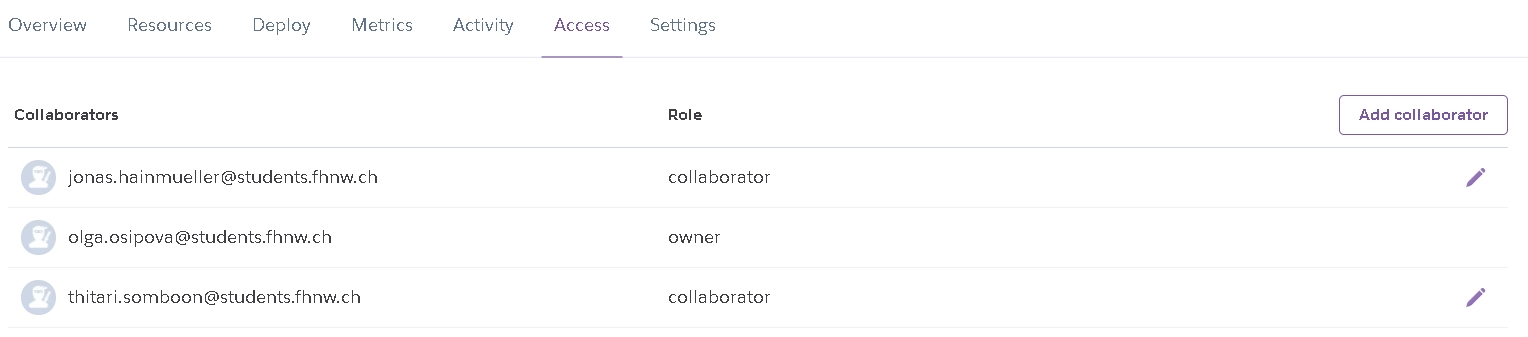 Overview Resources Deploy Metrics Activity Access Settings
Collaborators Role Add collaborator
jonas.hainmueller@students.fhnw.ch collaborator
olga.osipova@students.fhnw.ch owner
thitari.somboon@students.fhnw.ch collaborator